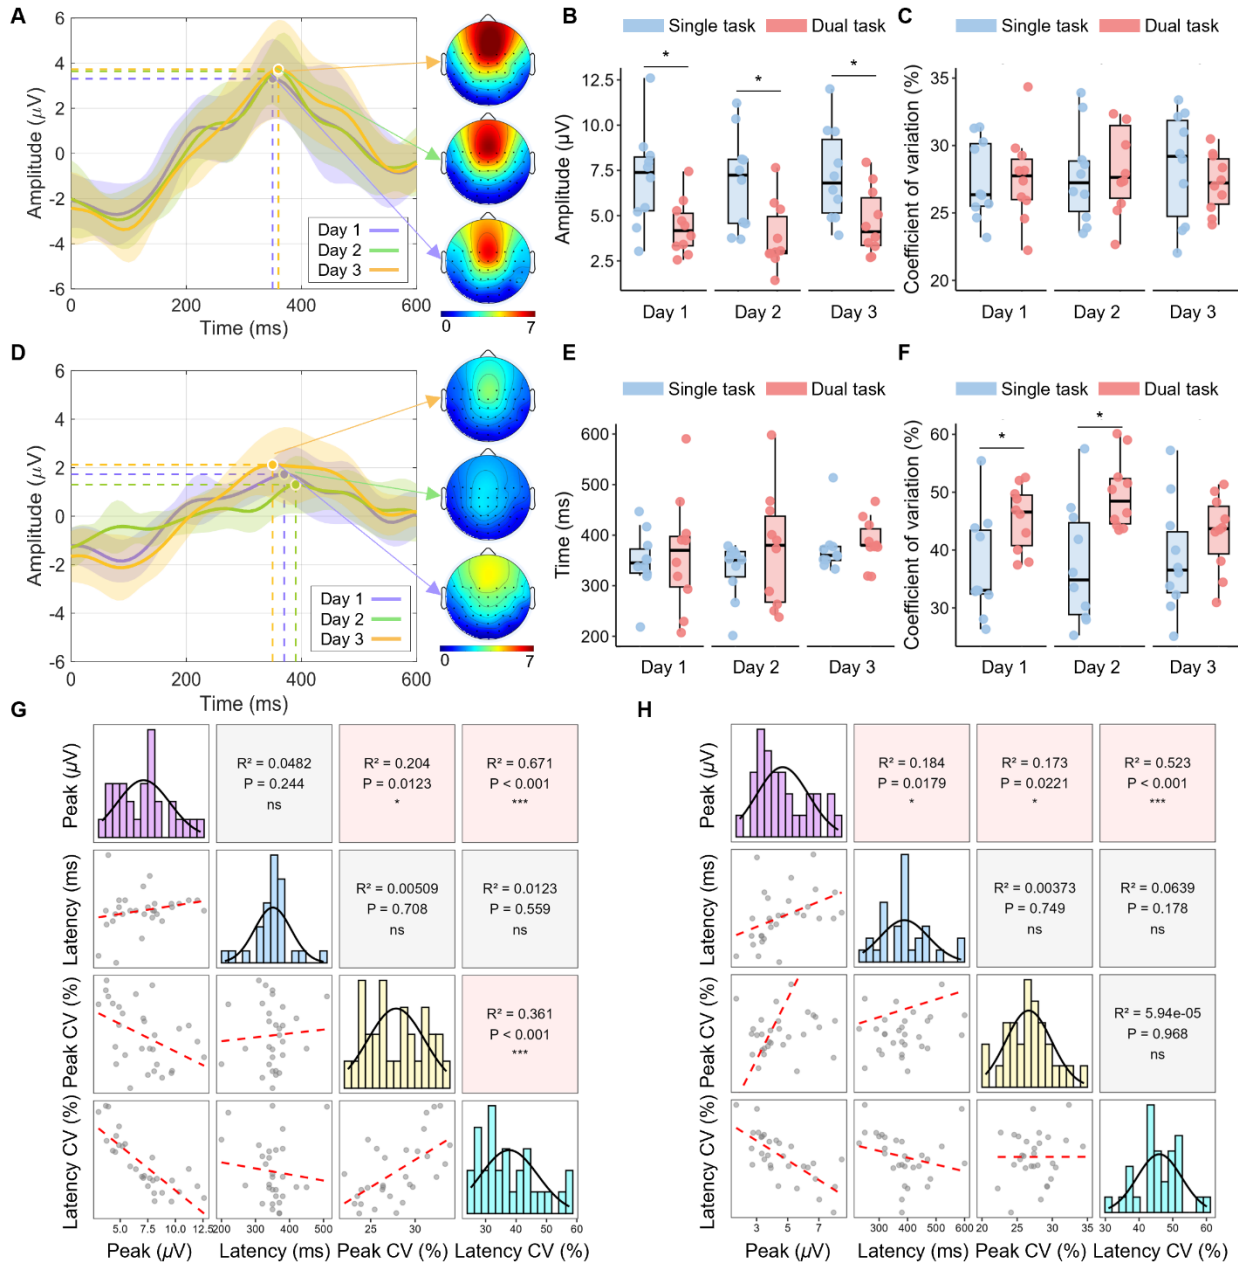 A
6
4
2
0
-2
-4
-6
Amplitude (µV)
0
200
400
600
Time (ms)
Day 1
Day 2
Day 3
0
7
B
Single task
Dual task
12.5
10.0
7.5
5.0
2.5
Amplitude (µV)
*
*
*
Day 1
Day 2
Day 3
C
Single task
Dual task
35
30
25
20
Coefficient of variation (%)
Day 1
Day 2
Day 3
D
6
4
2
0
-2
-4
-6
Amplitude (µV)
0
200
400
600
Time (ms)
Day 1
Day 2
Day 3
0
7
E
Single task
Dual task
600
500
400
300
200
Time (ms)
Day 1
Day 2
Day 3
F
Single task
Dual task
60
50
40
30
Coefficient of variation (%)
*
*
Day 1
Day 2
Day 3
G
Peak (µV)
R² = 0.0482
P = 0.244
ns
R² = 0.204
P = 0.0123
*
R² = 0.671
P < 0.001
***
Latency (ms)
R² = 0.00509
P = 0.708
ns
R² = 0.0123
P = 0.559
ns
Peak CV (%)
R² = 0.361
P < 0.001
***
Latency CV (%)
5.0 7.5 10.0 12.5
200 300 400 500
25 30
30 40 50 60
Peak (µV)
Latency (ms)
Peak CV (%)
Latency CV (%)
H
Peak (µV)
R² = 0.184
P = 0.0179
*
R² = 0.173
P = 0.0221
*
R² = 0.523
P < 0.001
***
Latency (ms)
R² = 0.00373
P = 0.749
ns
R² = 0.0639
P = 0.178
ns
Peak CV (%)
R² = 5.94e-05
P = 0.968
ns
Latency CV (%)
3 5 7
300 400 500 600
20 25 30 35
30 40 50 60
Peak (µV)
Latency (ms)
Peak CV (%)
Latency CV (%)